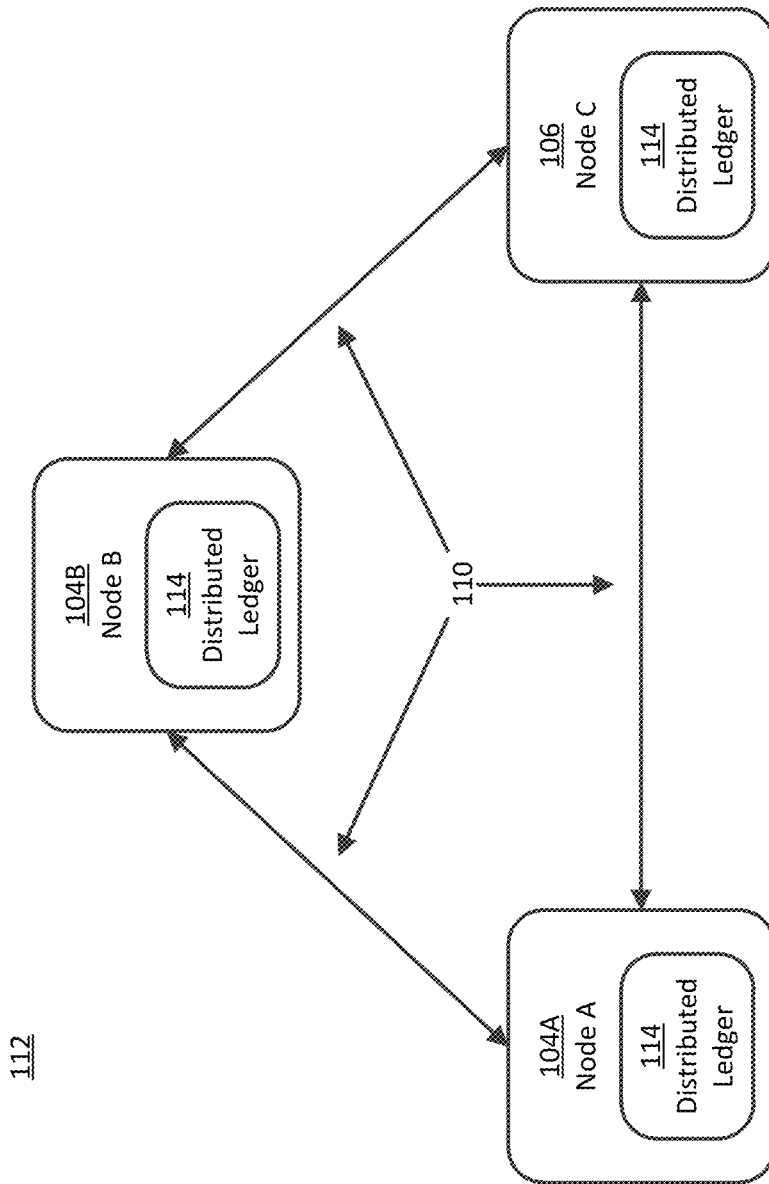 112
104B
Node B
114
Distributed
Ledger
110
104A
Node A
114
Distributed
Ledger
106
Node C
114
Distributed
Ledger